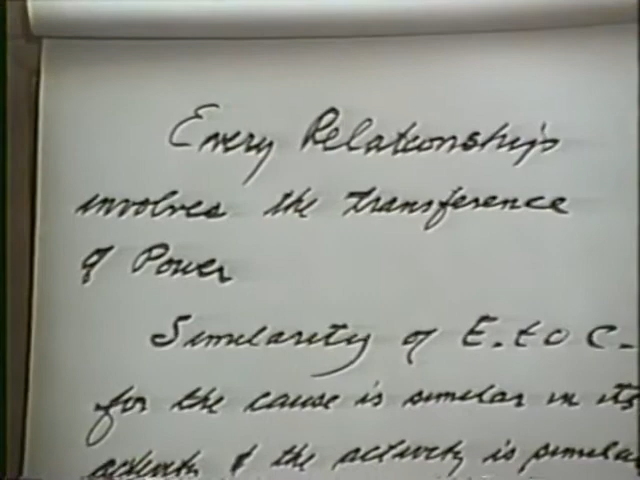 Every Relationship
involves the transference
of Power
Similarity of E. to C.
for the cause is similar in its
activity & the activity is similar